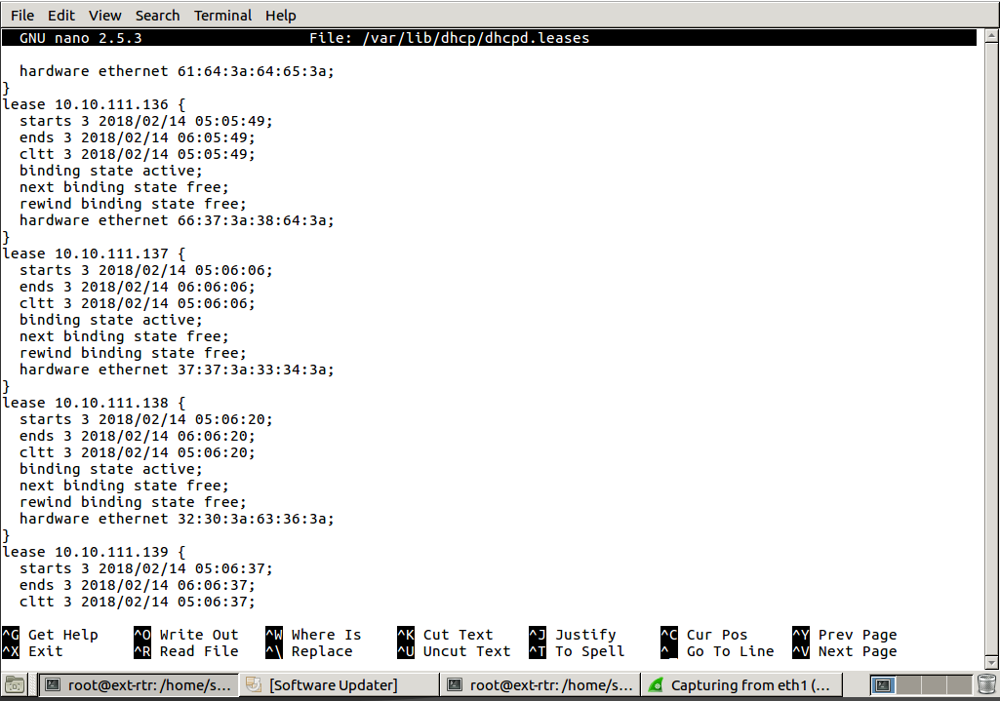 File Edit View Search Terminal Help
GNU nano 2.5.3 File: /var/lib/dhcp/dhcpd.leases
hardware ethernet 61:64:3a:64:65:3a;
}
lease 10.10.111.136 {
starts 3 2018/02/14 05:05:49;
ends 3 2018/02/14 06:05:49;
cltt 3 2018/02/14 05:05:49;
binding state active;
next binding state free;
rewind binding state free;
hardware ethernet 66:37:3a:38:64:3a;
}
lease 10.10.111.137 {
starts 3 2018/02/14 05:06:06;
ends 3 2018/02/14 06:06:06;
cltt 3 2018/02/14 05:06:06;
binding state active;
next binding state free;
rewind binding state free;
hardware ethernet 37:37:3a:33:34:3a;
}
lease 10.10.111.138 {
starts 3 2018/02/14 05:06:20;
ends 3 2018/02/14 06:06:20;
cltt 3 2018/02/14 05:06:20;
binding state active;
next binding state free;
rewind binding state free;
hardware ethernet 32:30:3a:63:36:3a;
}
lease 10.10.111.139 {
starts 3 2018/02/14 05:06:37;
ends 3 2018/02/14 06:06:37;
cltt 3 2018/02/14 05:06:37;
^G Get Help ^O Write Out ^W Where Is ^K Cut Text ^J Justify ^C Cur Pos ^Y Prev Page
^X Exit ^R Read File ^\ Replace ^U Uncut Text ^T To Spell ^_ Go To Line ^V Next Page
root@ext-rtr: /home/s... [Software Updater] root@ext-rtr: /home/s... Capturing from eth1 (...